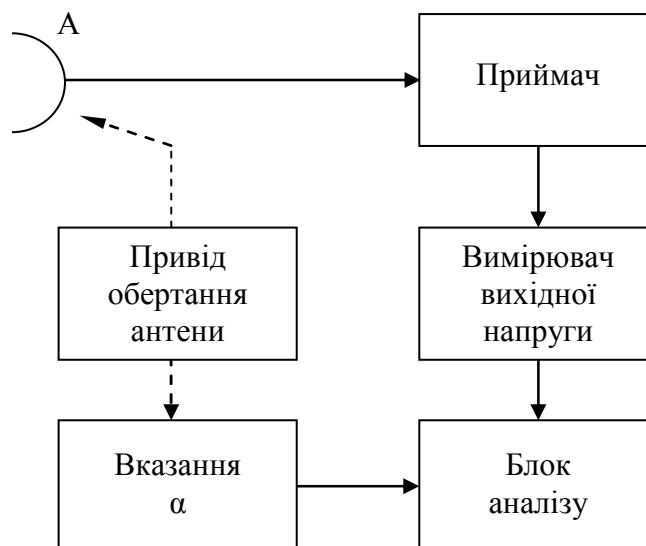 А
Приймач
Привід
обертання
антени
Вимірювач
вихідної
напруги
Вказання
α
Блок
аналізу